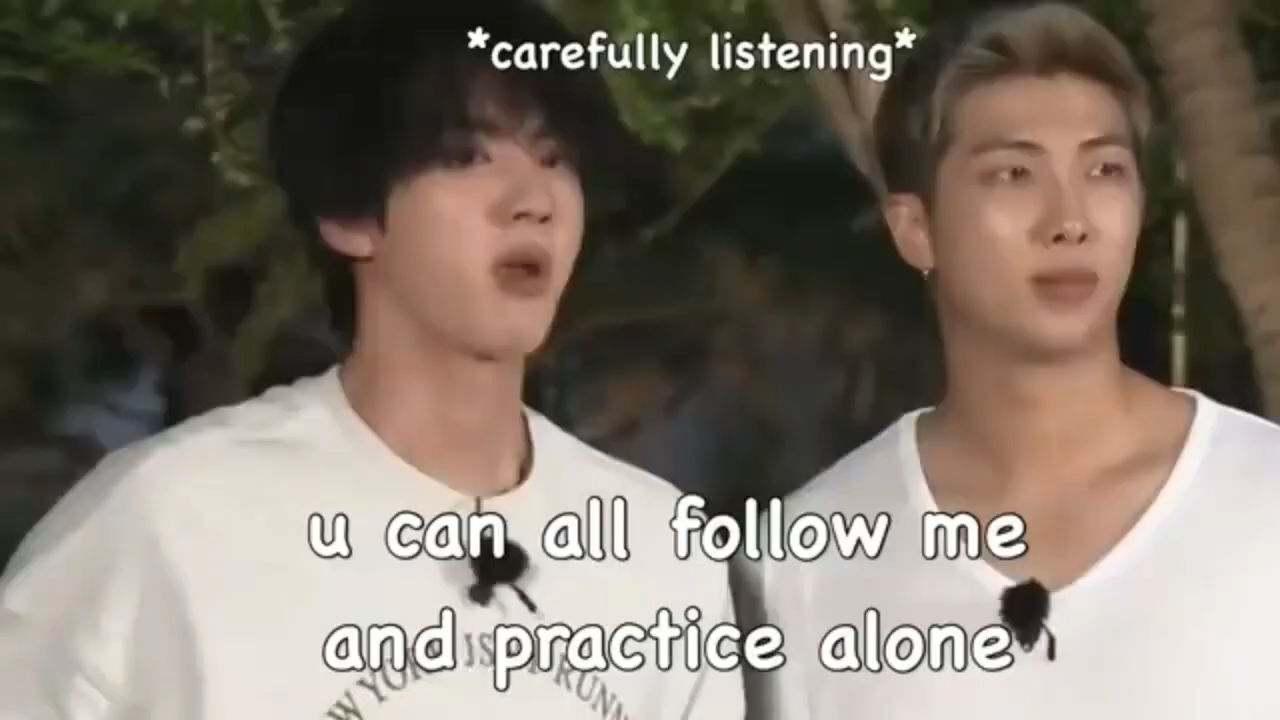 *carefully listening*
u can all follow me
and practice alone